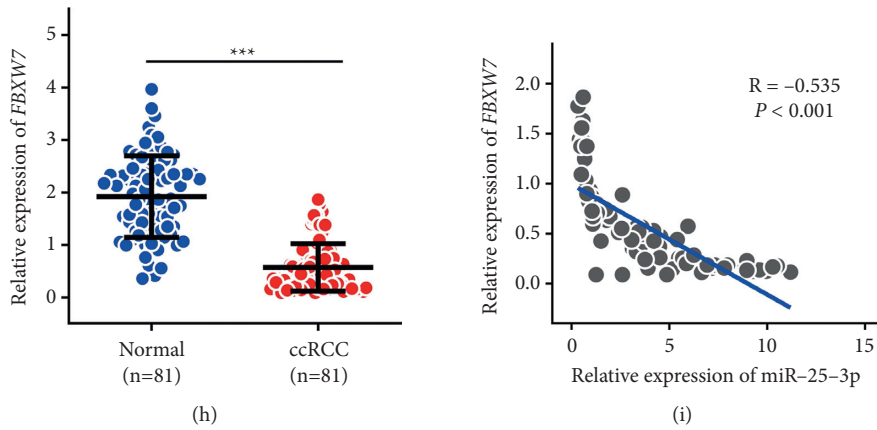 Relative expression of FBXW7
5
4
3
2
1
0
***
Normal
(n=81)
ccRCC
(n=81)
(h)
Relative expression of FBXW7
2.0
1.5
1.0
0.5
0.0
R = –0.535
P < 0.001
0
5
10
15
Relative expression of miR–25–3p
(i)